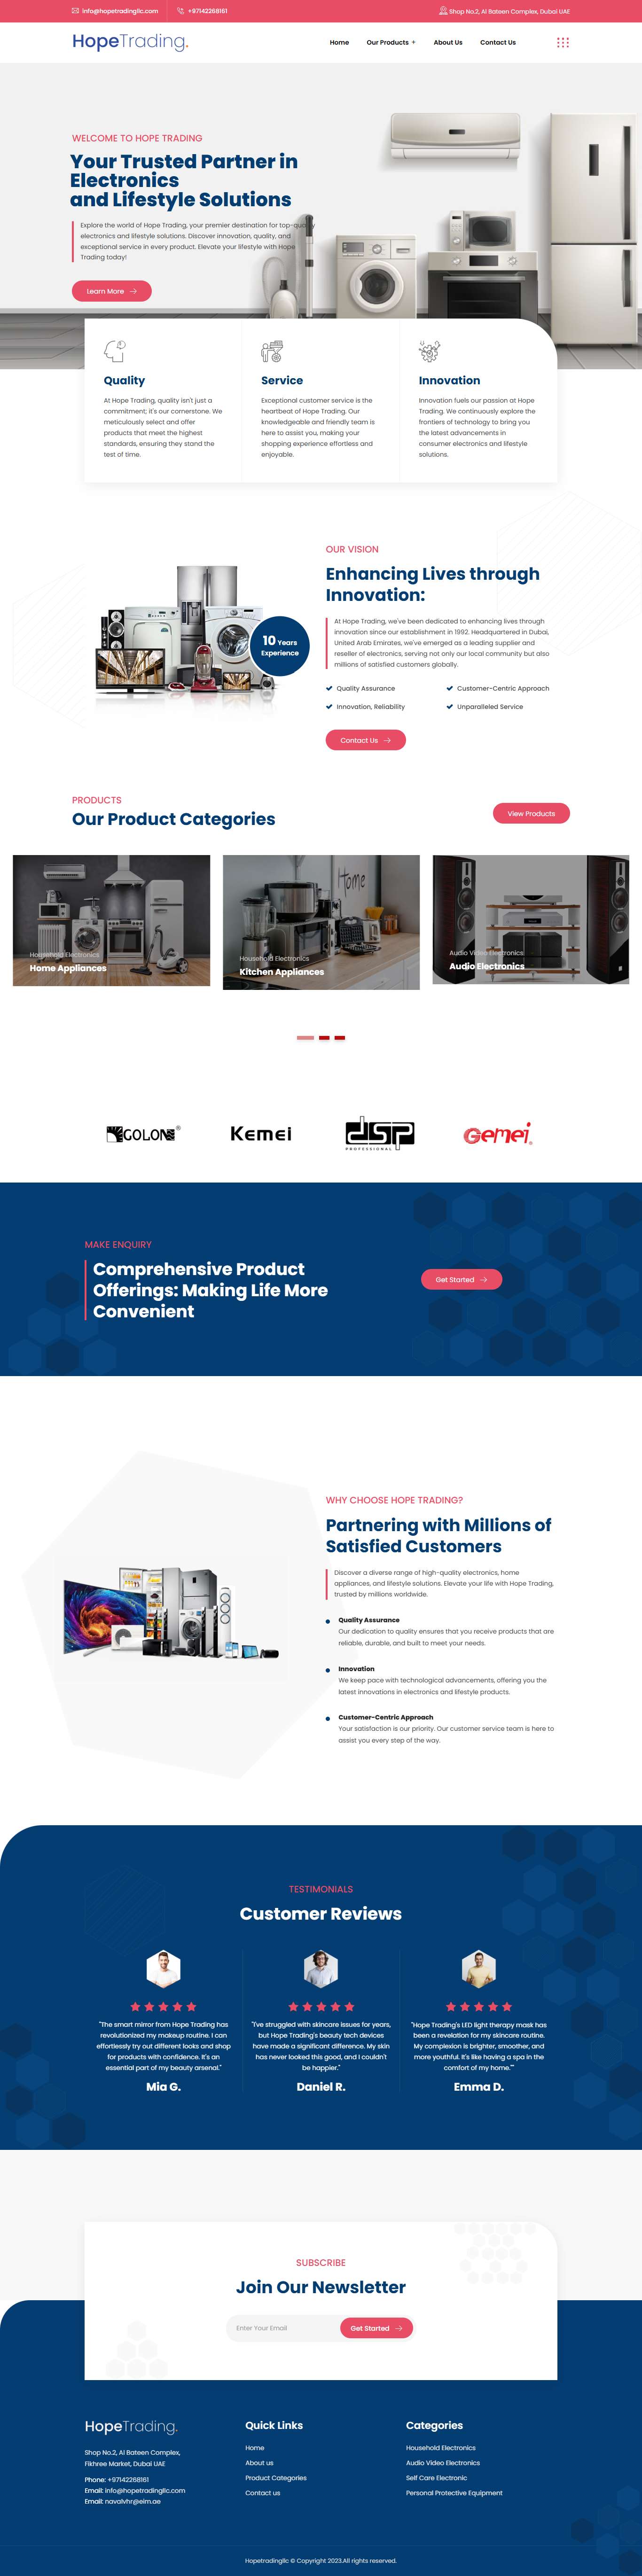 info@hopetradingllc.com
+97142268161
Shop No.2, Al Bateen Complex, Dubai UAE
HopeTrading.
Home
Our Products +
About Us
Contact Us
WELCOME TO HOPE TRADING
Your Trusted Partner in
Electronics
and Lifestyle Solutions
Explore the world of Hope Trading, your premier destination for top-quality
electronics and lifestyle solutions. Discover innovation, quality, and
exceptional service in every product. Elevate your lifestyle with Hope
Trading today!
Learn More
Quality
At Hope Trading, quality isn't just a
commitment; it's our cornerstone. We
meticulously select and offer
products that meet the highest
standards, ensuring they stand the
test of time.
Service
Exceptional customer service is the
heartbeat of Hope Trading. Our
knowledgeable and friendly team is
here to assist you, making your
shopping experience effortless and
enjoyable.
Innovation
Innovation fuels our passion at Hope
Trading. We continuously explore the
frontiers of technology to bring you
the latest advancements in
consumer electronics and lifestyle
solutions.
10 Years
Experience
OUR VISION
Enhancing Lives through
Innovation:
At Hope Trading, we've been dedicated to enhancing lives through
innovation since our establishment in 1992. Headquartered in Dubai,
United Arab Emirates, we've emerged as a leading supplier and
reseller of electronics, serving not only our local community but also
millions of satisfied customers globally.
Quality Assurance
Customer-Centric Approach
Innovation, Reliability
Unparalleled Service
Contact Us
PRODUCTS
Our Product Categories
View Products
Household Electronics
Home Appliances
Home
Household Electronics
Kitchen Appliances
Audio Video Electronics
Audio Electronics
GOLON ®
Kemei
dsp
PROFESSIONAL
Gemei ®
MAKE ENQUIRY
Comprehensive Product
Offerings: Making Life More
Convenient
Get Started
WHY CHOOSE HOPE TRADING?
Partnering with Millions of
Satisfied Customers
Discover a diverse range of high-quality electronics, home
appliances, and lifestyle solutions. Elevate your life with Hope Trading,
trusted by millions worldwide.
Quality Assurance
Our dedication to quality ensures that you receive products that are
reliable, durable, and built to meet your needs.
Innovation
We keep pace with technological advancements, offering you the
latest innovations in electronics and lifestyle products.
Customer-Centric Approach
Your satisfaction is our priority. Our customer service team is here to
assist you every step of the way.
TESTIMONIALS
Customer Reviews
"The smart mirror from Hope Trading has
revolutionized my makeup routine. I can
effortlessly try out different looks and shop
for products with confidence. It's an
essential part of my beauty arsenal."
Mia G.
"I've struggled with skincare issues for years,
but Hope Trading's beauty tech devices
have made a significant difference. My skin
has never looked this good, and I couldn't
be happier."
Daniel R.
"Hope Trading's LED light therapy mask has
been a revelation for my skincare routine.
My complexion is brighter, smoother, and
more youthful. It's like having a spa in the
comfort of my home.""
Emma D.
SUBSCRIBE
Join Our Newsletter
Enter Your Email
Get Started
HopeTrading.
Shop No.2, Al Bateen Complex,
Fikhree Market, Dubai UAE
Phone: +97142268161
Email: info@hopetradingllc.com
Email: navalvhr@eim.ae
Quick Links
Home
About us
Product Categories
Contact us
Categories
Household Electronics
Audio Video Electronics
Self Care Electronic
Personal Protective Equipment
Hopetradingllc © Copyright 2023.All rights reserved.